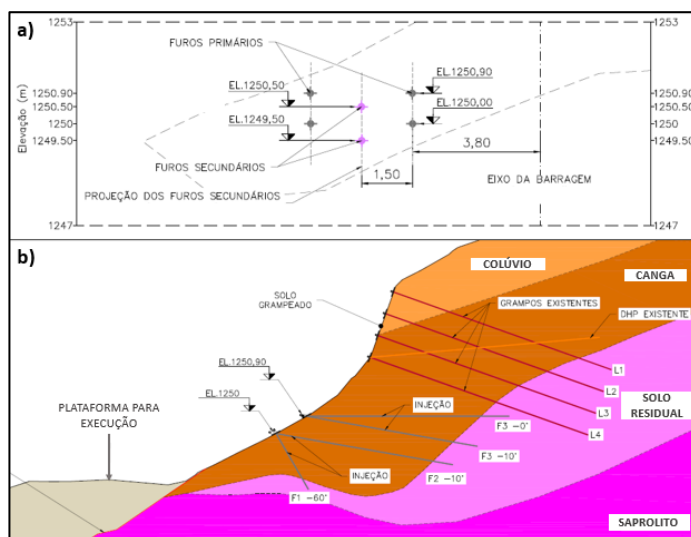 a)
1253
1253
FUROS PRIMÁRIOS
Elevação (m)
1250.90
1250.50
1250
1249.50
EL.1250,50
EL.1249,50
EL.1250,90
EL.1250,00
1250.90
1250.50
1250
1249.50
FUROS SECUNDÁRIOS
3,80
1,50
PROJEÇÃO DOS FUROS SECUNDÁRIOS
EIXO DA BARRAGEM
1247
1247
b)
COLÚVIO
CANGA
SOLO
GRAMPEADO
GRAMPOS EXISTENTES
DHP EXISTENTE
EL.1250,90
EL.1250
L1
L2
L3
L4
SOLO
RESIDUAL
PLATAFORMA PARA
EXECUÇÃO
INJEÇÃO
F3 -0'
F3 -10'
F2 -10'
INJEÇÃO
F1 -60'
SAPROLITO